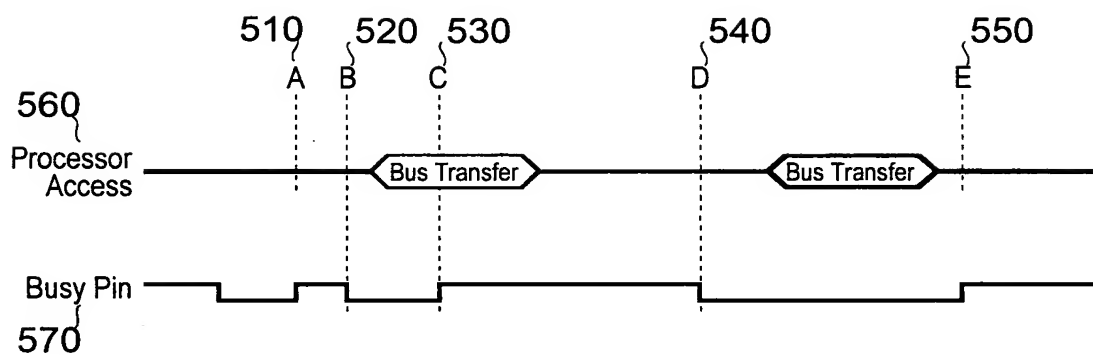 510 520 530 540 550
A B C D E
560
Processor
Access
Bus Transfer Bus Transfer
Busy Pin
570